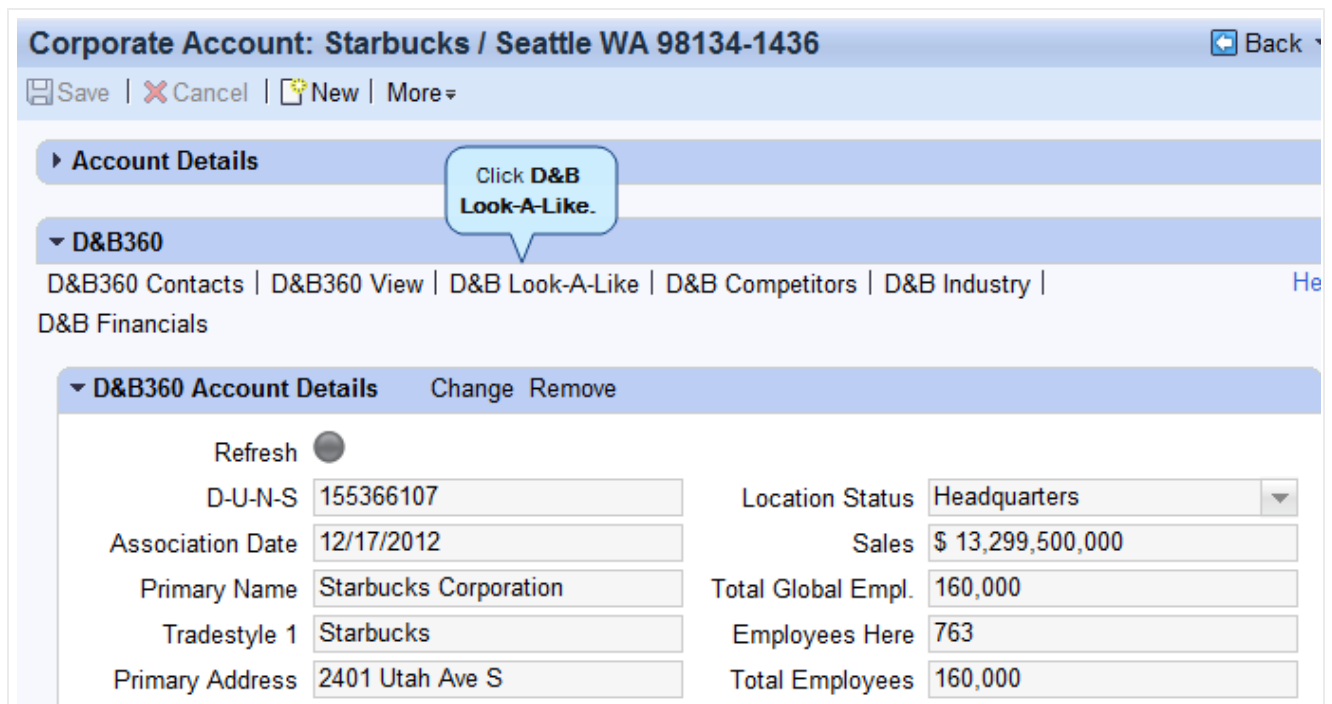 Corporate Account: Starbucks / Seattle WA 98134-1436 Back
Save | Cancel | New | More
Account Details
Click D&B
Look-A-Like.
D&B360
D&B360 Contacts | D&B360 View | D&B Look-A-Like | D&B Competitors | D&B Industry | He
D&B Financials
D&B360 Account Details Change Remove
Refresh
D-U-N-S 155366107 Location Status Headquarters
Association Date 12/17/2012 Sales $ 13,299,500,000
Primary Name Starbucks Corporation Total Global Empl. 160,000
Tradestyle 1 Starbucks Employees Here 763
Primary Address 2401 Utah Ave S Total Employees 160,000